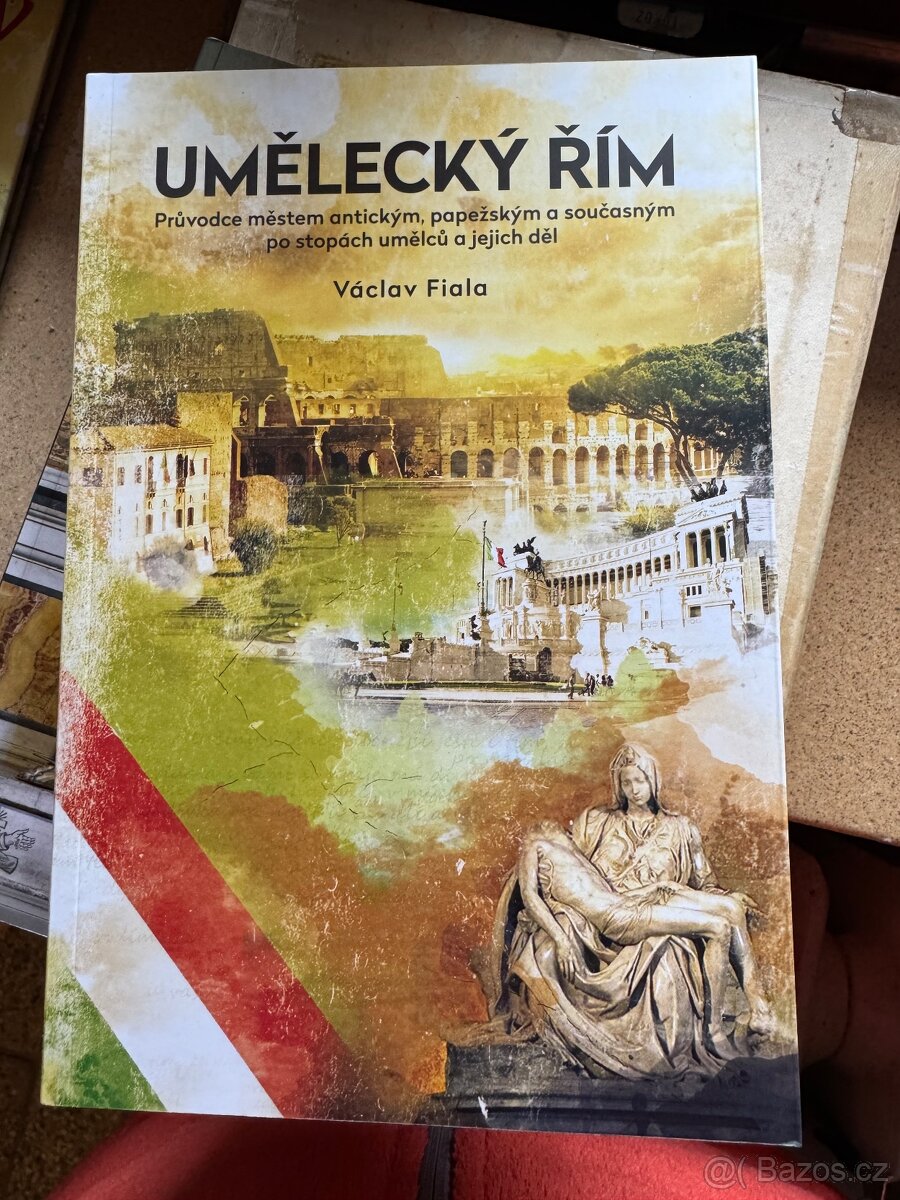 UMĚLECKÝ ŘÍM
Průvodce městem antickým, papežským a současným
po stopách umělců a jejich děl
Václav Fiala
@( Bazos.cz